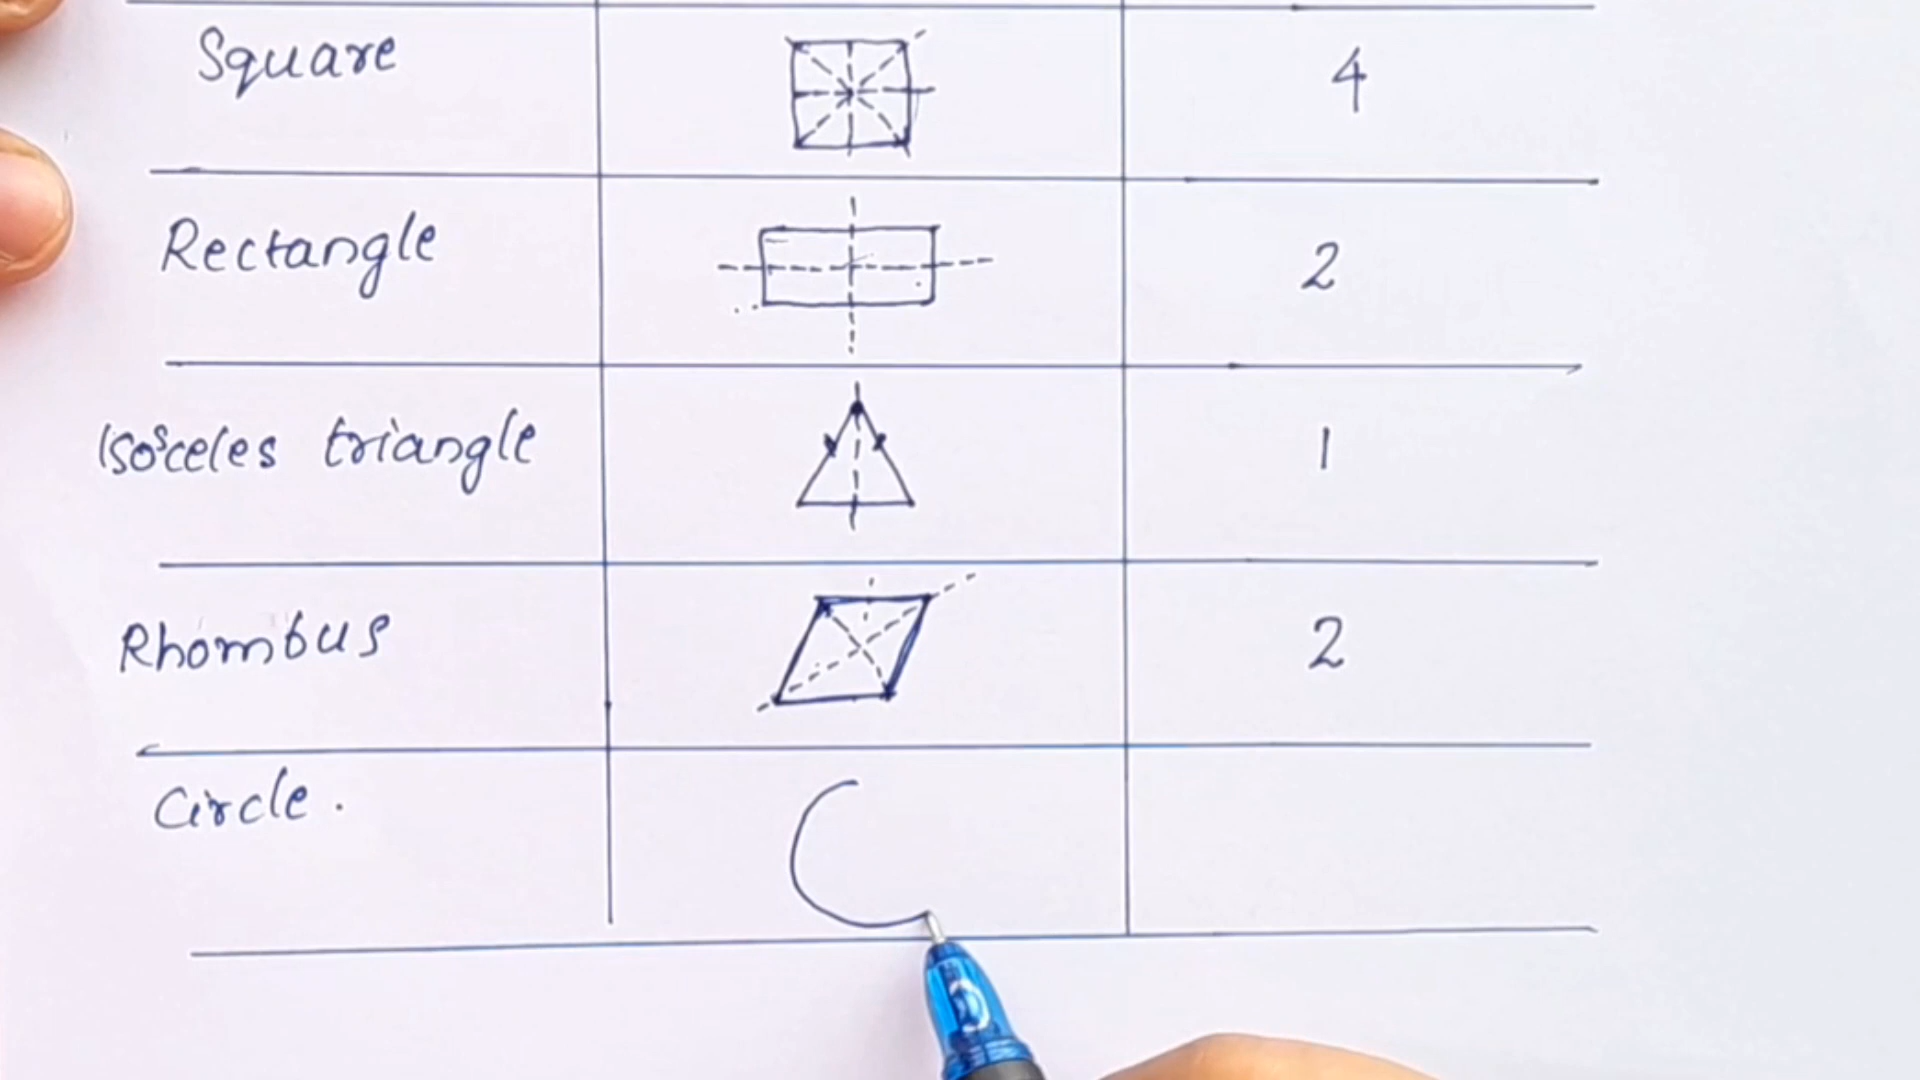 Square 4
Rectangle 2
Isosceles triangle 1
Rhombus 2
Circle.